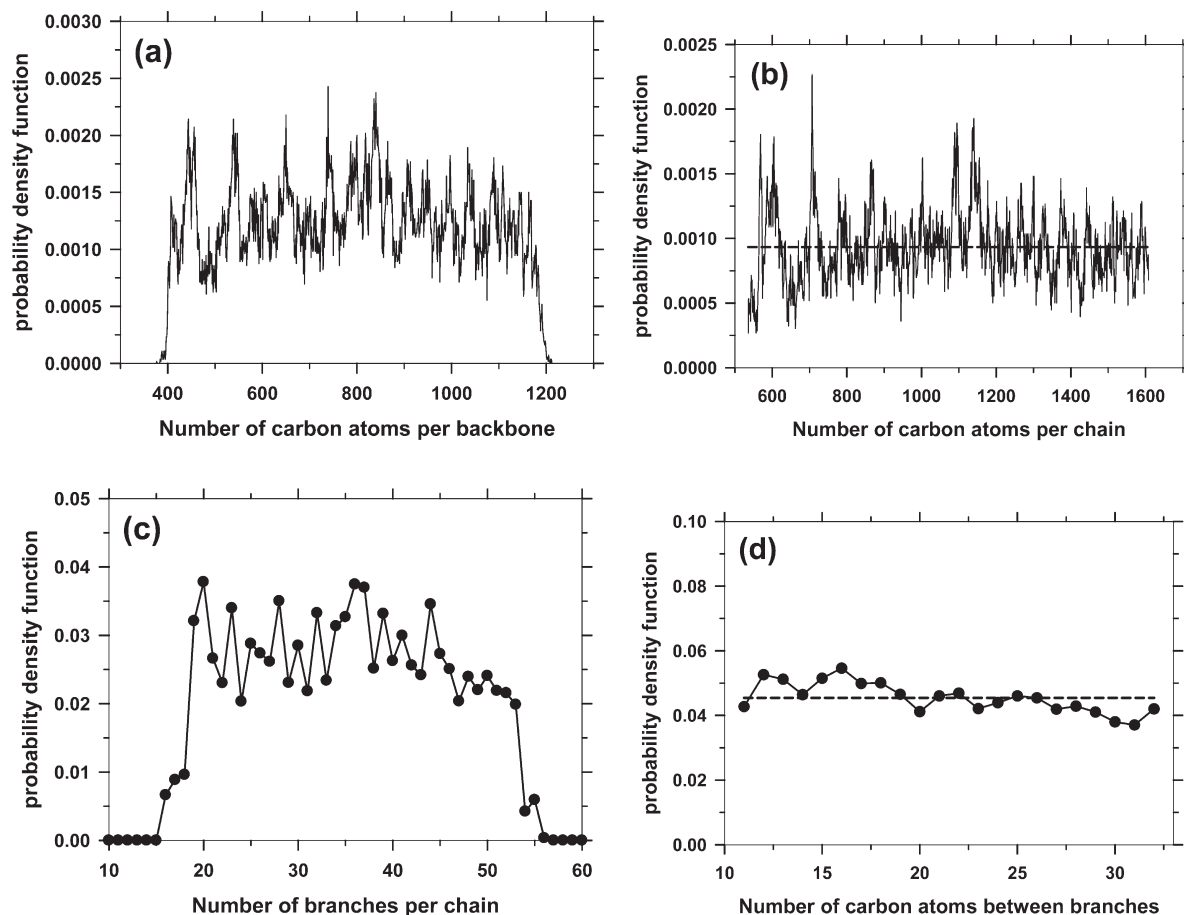 (a)
probability density function
0.0030
0.0025
0.0020
0.0015
0.0010
0.0005
0.0000
400 600 800 1000 1200
Number of carbon atoms per backbone
(b)
probability density function
0.0025
0.0020
0.0015
0.0010
0.0005
0.0000
600 800 1000 1200 1400 1600
Number of carbon atoms per chain
(c)
probability density function
0.05
0.04
0.03
0.02
0.01
0.00
10 20 30 40 50 60
Number of branches per chain
(d)
probability density function
0.10
0.08
0.06
0.04
0.02
0.00
10 15 20 25 30
Number of carbon atoms between branches